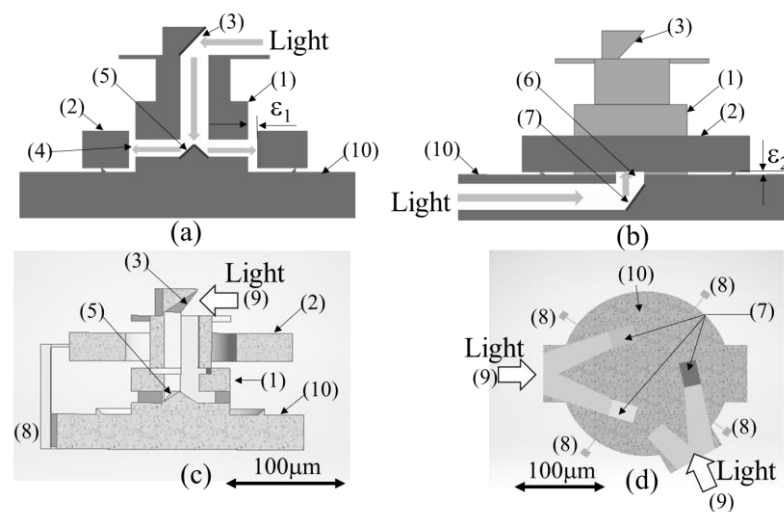 (3)
Light
(5)
(1)
(2)
ε1
(4)
(10)
(a)
(3)
(6)
(1)
(7)
(2)
(10)
ε2
Light
(b)
(3)
Light
(9)
(5)
(2)
(1)
(10)
(8)
(c)
100μm
(10)
(8)
(8)
(7)
Light
(9)
(8)
(8)
Light
(9)
100μm
(d)